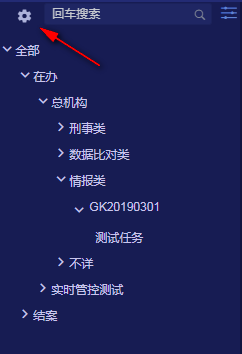 回车搜索
全部
在办
总机构
刑事类
数据比对类
情报类
GK20190301
测试任务
不详
实时管控测试
结案